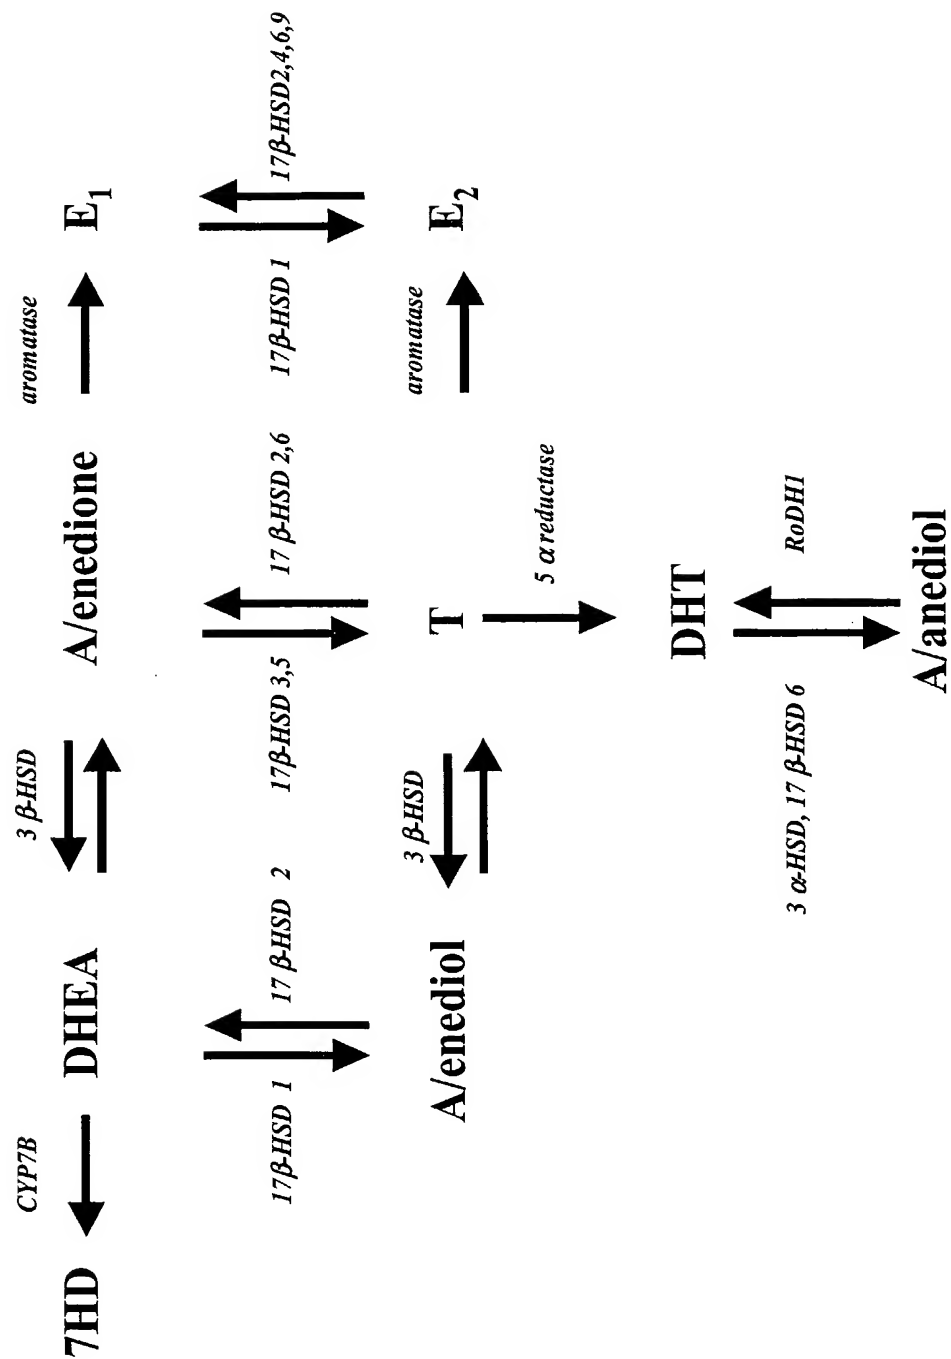 CYP7B
3 β-HSD
aromatase
7HD
DHEA
A/enedione
E₁
17β-HSD 1
17 β-HSD 2
17β-HSD 3,5
17 β-HSD 2,6
17β-HSD 1
17β-HSD2,4,6,9
3 β-HSD
aromatase
A/enediol
T
E₂
5 α reductase
DHT
3 α-HSD, 17 β-HSD 6
RoDH1
A/anediol